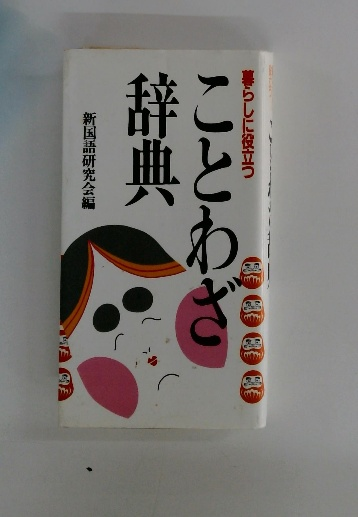 暮らしに役立つ
ことわざ
辞典
新国語研究会編